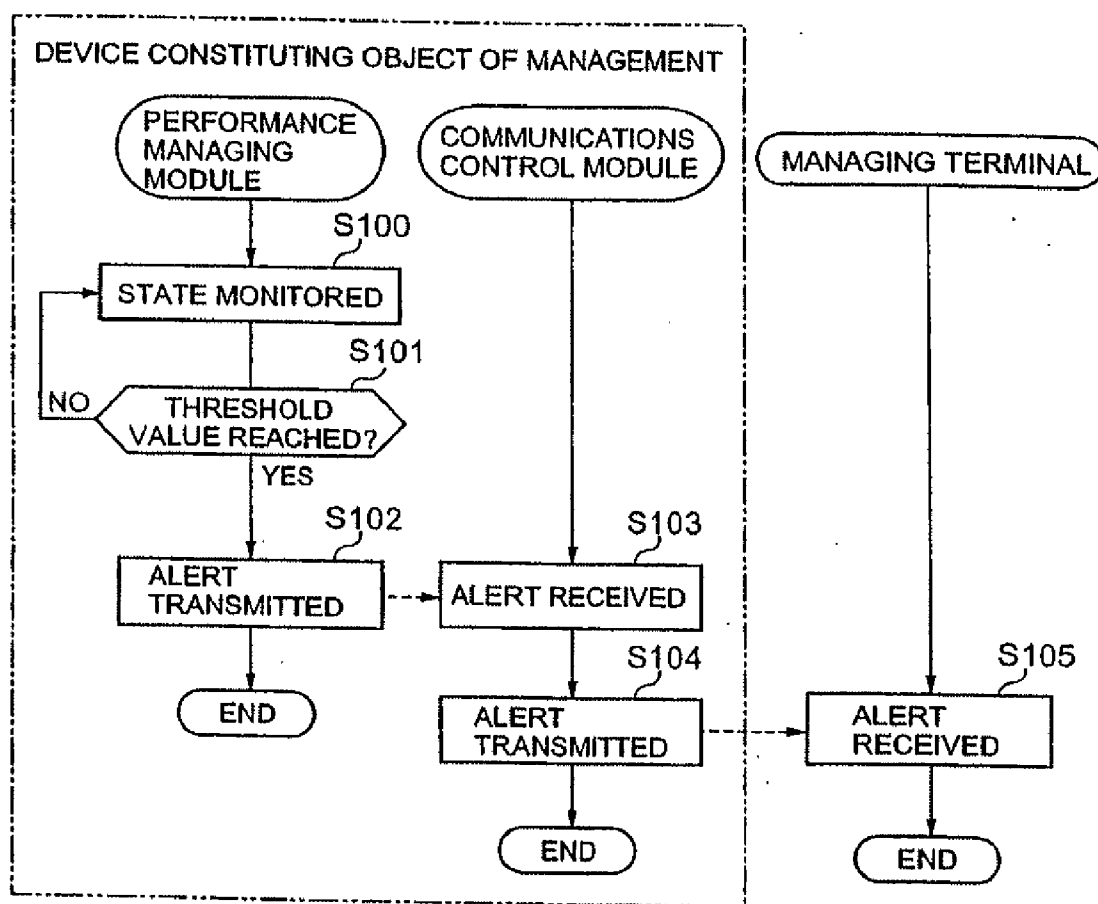 DEVICE CONSTITUTING OBJECT OF MANAGEMENT
PERFORMANCE
MANAGING
MODULE
COMMUNICATIONS
CONTROL MODULE
MANAGING TERMINAL
S100
STATE MONITORED
S101
NO
THRESHOLD
VALUE REACHED?
YES
S102
ALERT
TRANSMITTED
S103
ALERT RECEIVED
S104
ALERT
TRANSMITTED
S105
ALERT
RECEIVED
END
END
END